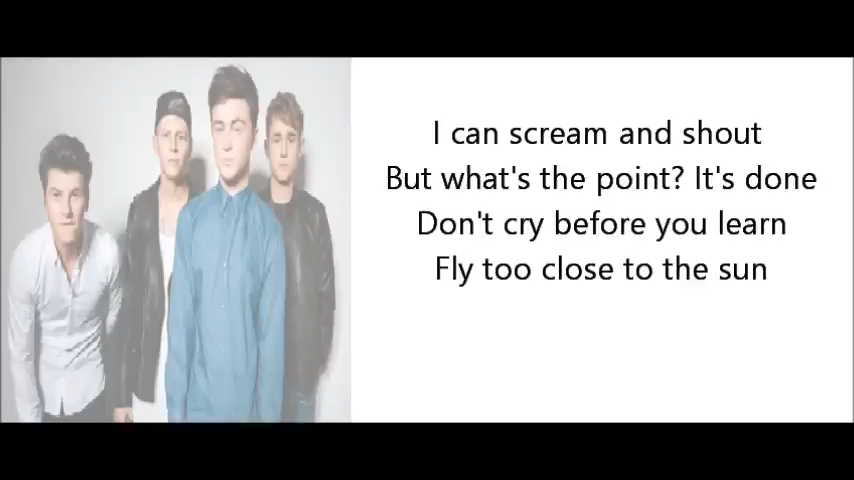 I can scream and shout
But what's the point? It's done
Don't cry before you learn
Fly too close to the sun